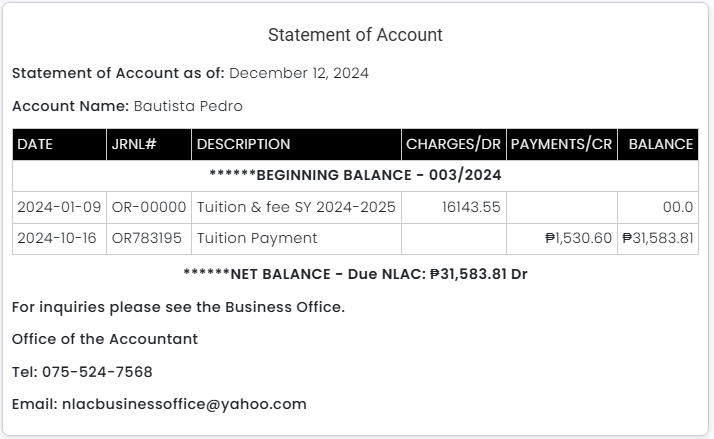 Statement of Account
Statement of Account as of: December 12, 2024
Account Name: Bautista Pedro
DATE JRNL# DESCRIPTION CHARGES/DR PAYMENTS/CR BALANCE
******BEGINNING BALANCE - 003/2024
2024-01-09 OR-00000 Tuition & fee SY 2024-2025 16143.55 00.0
2024-10-16 OR783195 Tuition Payment ₱1,530.60 ₱31,583.81
******NET BALANCE - Due NLAC: ₱31,583.81 Dr
For inquiries please see the Business Office.
Office of the Accountant
Tel: 075-524-7568
Email: nlacbusinessoffice@yahoo.com